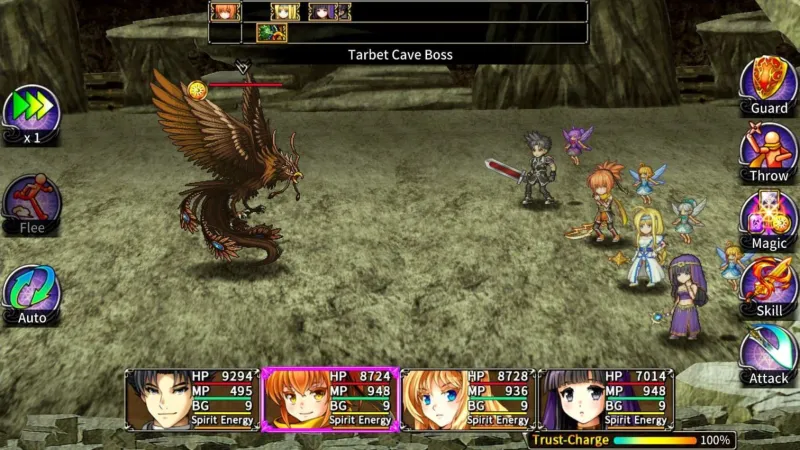 Tarbet Cave Boss
x 1
Flee
Auto
Guard
Throw
Magic
Skill
Attack
HP 9294
MP 495
BG 9
Spirit Energy
HP 8724
MP 948
BG 9
Spirit Energy
HP 8728
MP 936
BG 9
Spirit Energy
HP 7014
MP 948
BG 9
Spirit Energy
Trust-Charge 100%